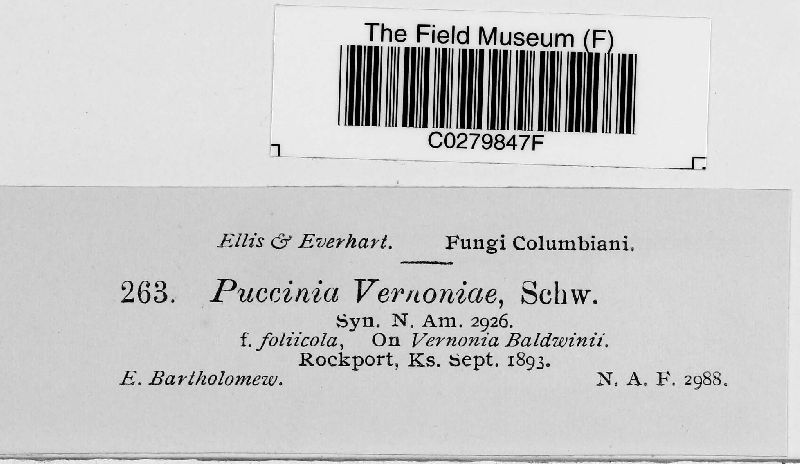 The Field Museum (F)
C0279847F
Ellis & Everhart. Fungi Columbiani.
263. Puccinia Vernoniae, Schw.
Syn. N. Am. 2926.
f. foliicola, On Vernonia Baldwinii.
Rockport, Ks. Sept. 1893.
E. Bartholomew. N. A. F. 2988.